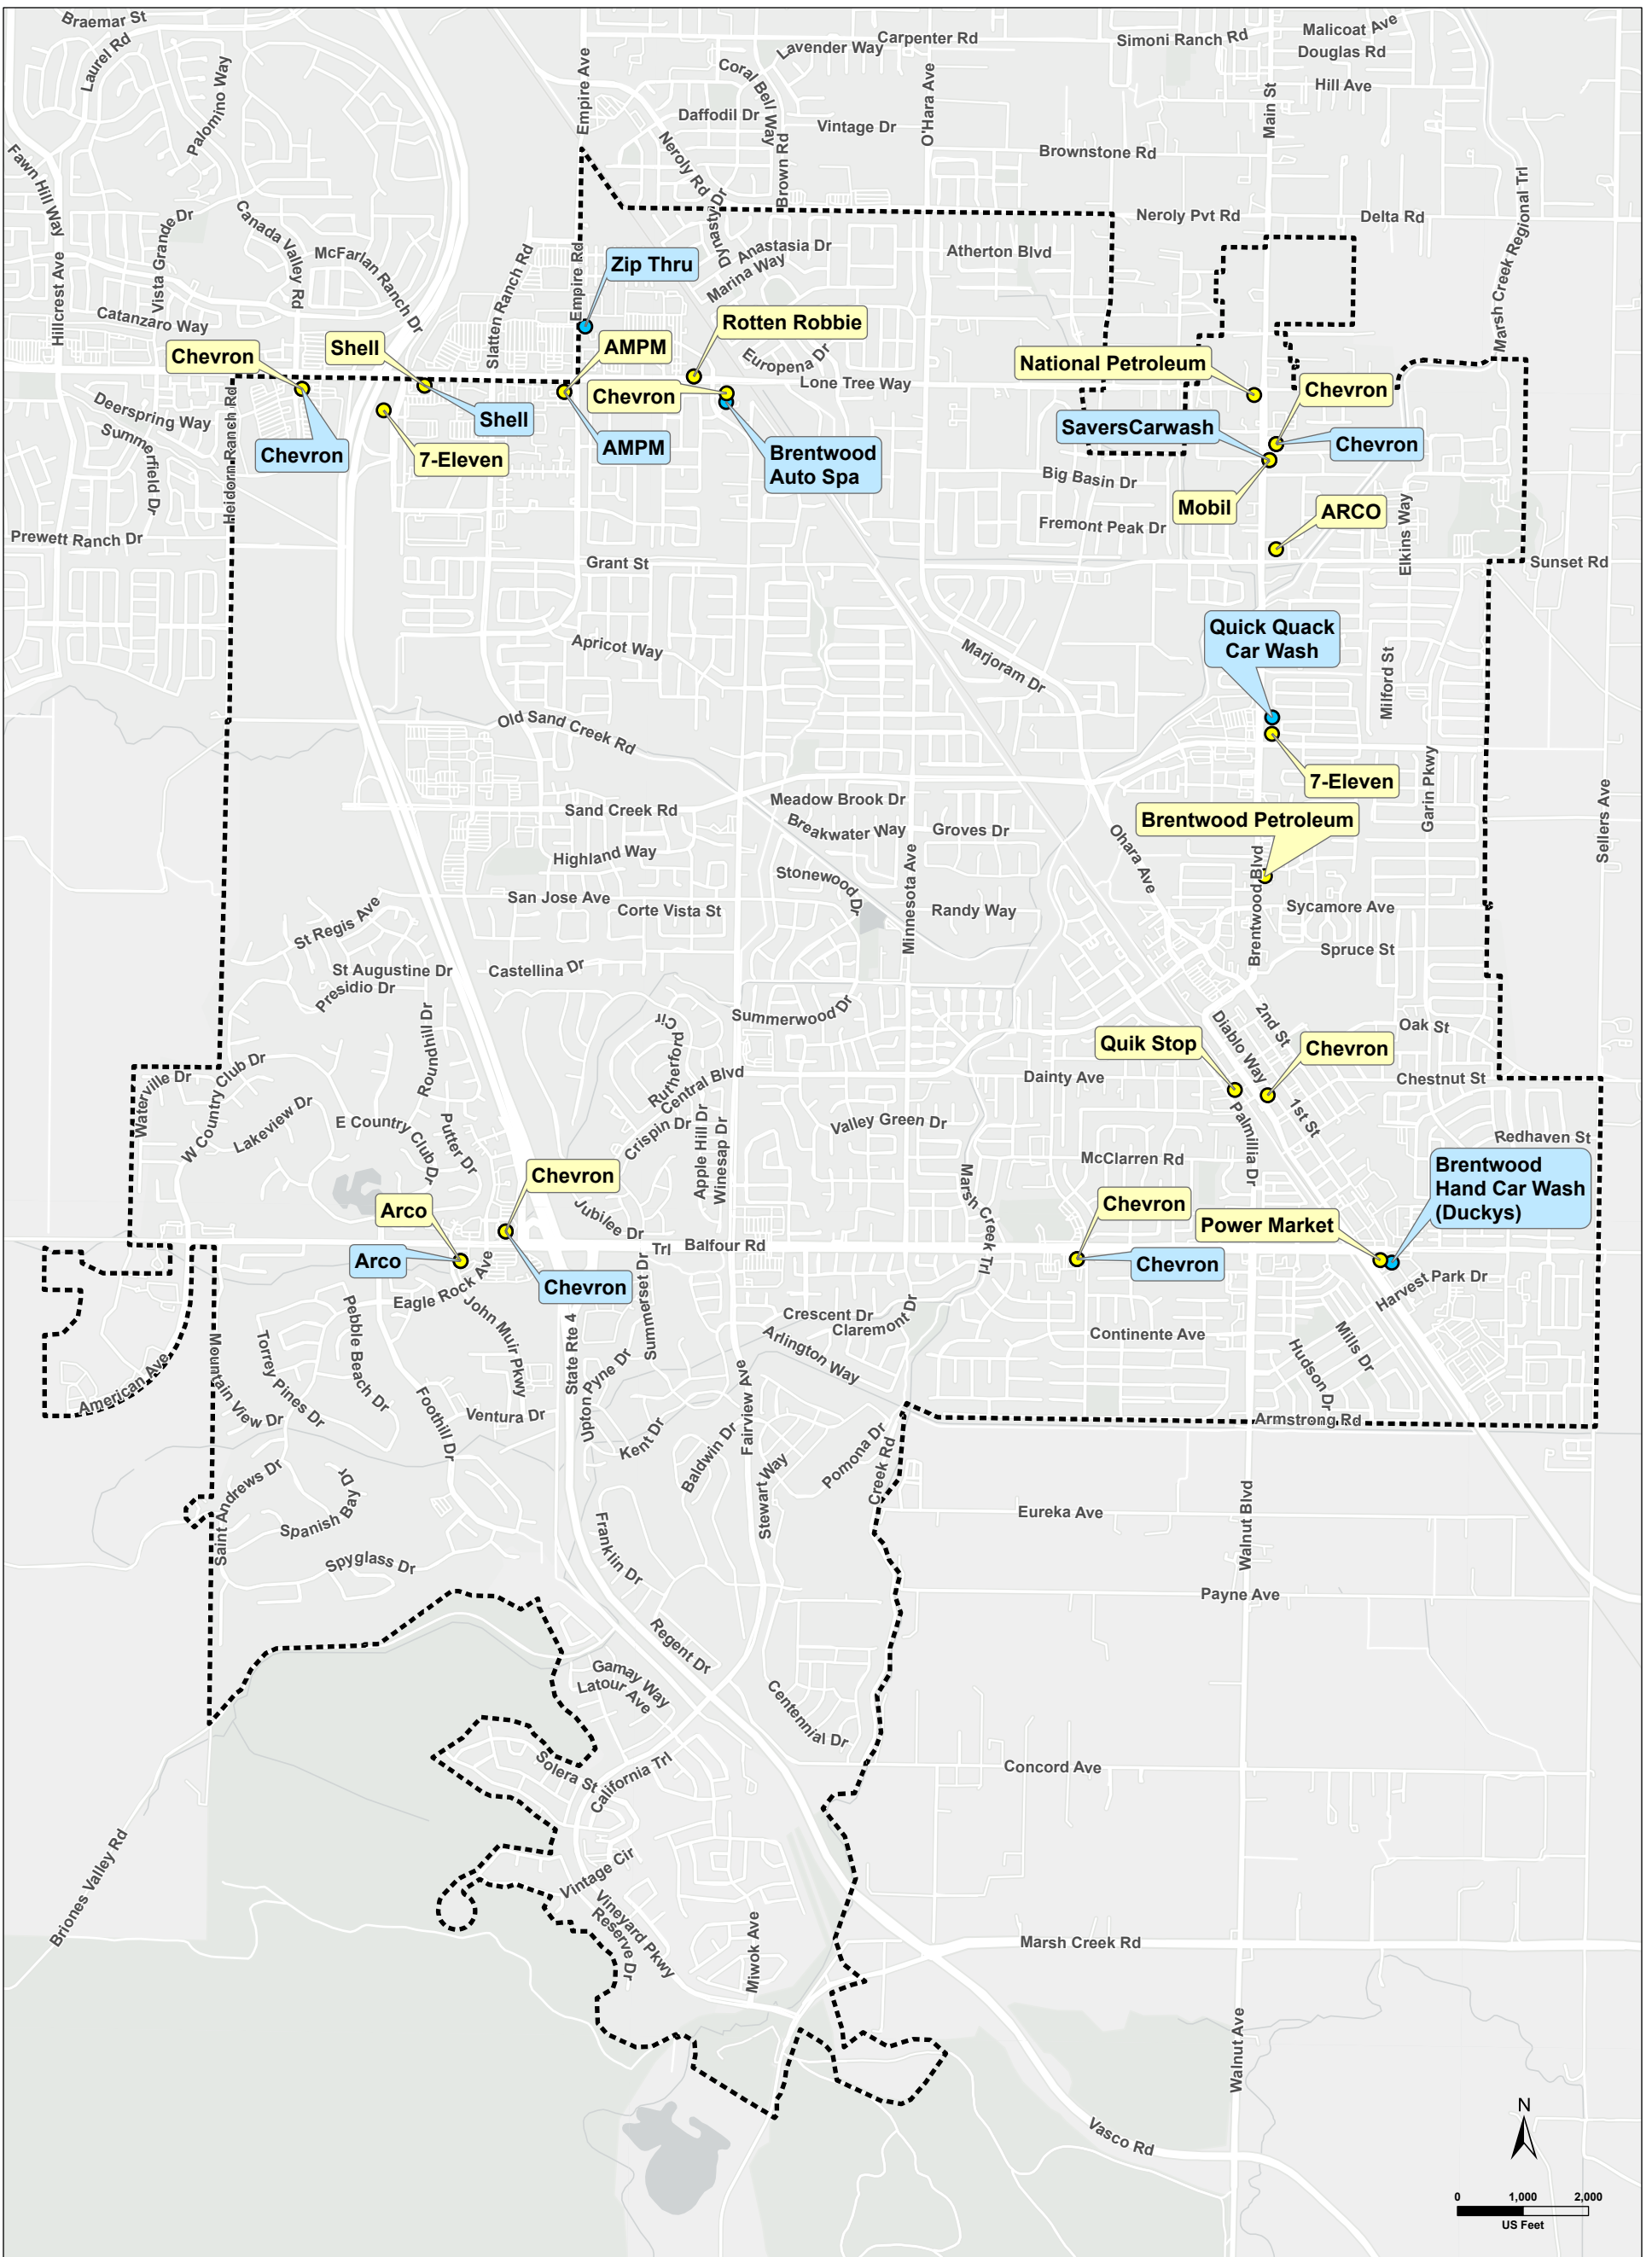 Braemar St
Laurel Rd
Palomino Way
Empire Ave
Lavender Way
Carpenter Rd
Simoni Ranch Rd
Malicoat Ave
Douglas Rd
Hill Ave
Coral Bell Way
Daffodil Dr
Vintage Dr
O'Hara Ave
Main St
Neroly Rd
Brown Rd
Brownstone Rd
Fawn Hill Way
Hillcrest Ave
Vista Grande Dr
Canada Valley Rd
McFarlan Ranch Dr
Catanzaro Way
Slatten Ranch Rd
Empire Rd
Dynasty Dr
Anastasia Dr
Marina Way
Atherton Blvd
Neroly Pvt Rd
Delta Rd
Marsh Creek Regional Trl
Zip Thru
Rotten Robbie
AMPM
Shell
Chevron
Europena Dr
Lone Tree Way
National Petroleum
Chevron
Chevron
Deerspring Way
Summerfield Dr
Heidorn Ranch Rd
Chevron
Shell
7-Eleven
AMPM
Brentwood
Auto Spa
SaversCarwash
Chevron
Big Basin Dr
Mobil
ARCO
Fremont Peak Dr
Elkins Way
Prewett Ranch Dr
Grant St
Sunset Rd
Quick Quack
Car Wash
Apricot Way
Marjoram Dr
Milford St
Old Sand Creek Rd
7-Eleven
Garin Pkwy
Sellers Ave
Sand Creek Rd
Meadow Brook Dr
Breakwater Way
Groves Dr
Brentwood Petroleum
Ohara Ave
Brentwood Blvd
Highland Way
Stonewood Dr
Minnesota Ave
San Jose Ave
Corte Vista St
Randy Way
Sycamore Ave
St Regis Ave
Spruce St
St Augustine Dr
Presidio Dr
Castellina Dr
Roundhill Dr
Summerwood Dr
Rutherford Cir
Diablo Way
2nd St
Oak St
Quik Stop
Chevron
Waterville Dr
W Country Club Dr
Central Blvd
Dainty Ave
Chestnut St
Lakeview Dr
E Country Club Dr
Putter Dr
Crispin Dr
Apple Hill Dr
Winesap Dr
Valley Green Dr
Palmillia Dr
1st St
Redhaven St
McClarren Rd
Marsh Creek Trl
Brentwood
Hand Car Wash
(Duckys)
Chevron
Arco
Jubilee Dr
Chevron
Power Market
Trl
Balfour Rd
Arco
Eagle Rock Ave
Chevron
Chevron
Harvest Park Dr
Summerset Dr
Pebble Beach Dr
John Muir Pkwy
State Rte 4
Crescent Dr
Claremont Dr
Arlington Way
Continente Ave
Mills Dr
Hudson Dr
American Ave
Mountain View Dr
Torrey Pines Dr
Foothill Dr
Ventura Dr
Upton Pyne Dr
Fairview Ave
Armstrong Rd
Kent Dr
Baldwin Dr
Stewart Way
Pomona Dr
Creek Rd
Saint Andrews Dr
Spanish Bay Dr
Spyglass Dr
Franklin Dr
Eureka Ave
Walnut Blvd
Payne Ave
Regent Dr
Gamay Way
Latour Ave
Centennial Dr
Solera St
California Trl
Concord Ave
Briones Valley Rd
Vintage Cir
Vineyard Pkwy
Reserve Dr
Miwok Ave
Marsh Creek Rd
Walnut Ave
Vasco Rd
N
0 1,000 2,000
US Feet